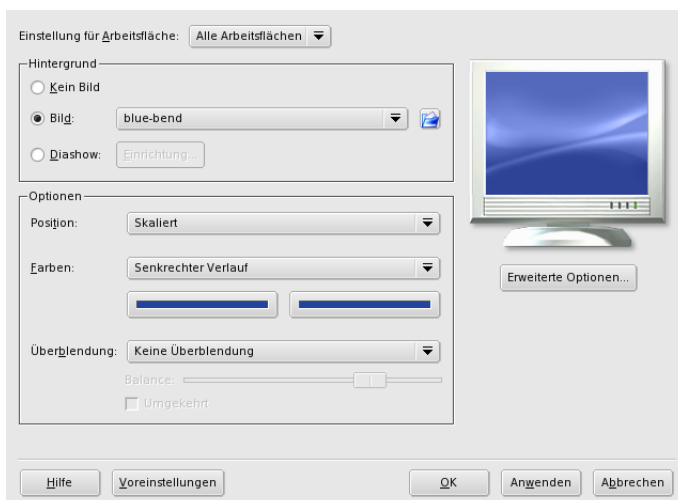 Einstellung für Arbeitsfläche: Alle Arbeitsflächen
Hintergrund
Kein Bild
Bild: blue-bend
Diashow: Einrichtung...
Optionen
Position: Skaliert
Farben: Senkrechter Verlauf
Überblendung: Keine Überblendung
Balance:
Umgekehrt
Erweiterte Optionen...
Hilfe Voreinstellungen OK Anwenden Abbrechen